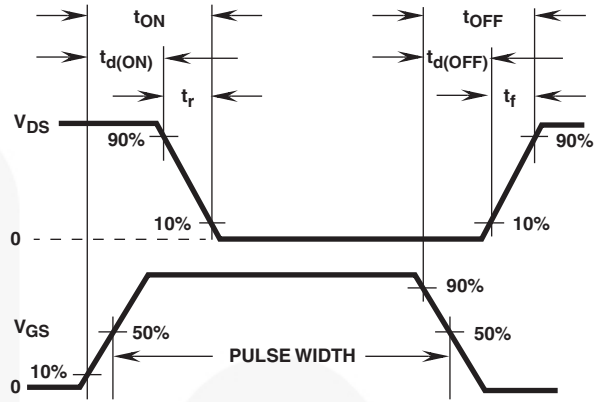 tON tOFF
td(ON) td(OFF)
tr tf
VDS
90% 90%
10% 10%
0
90%
VGS 50% 50%
PULSE WIDTH
10%
0